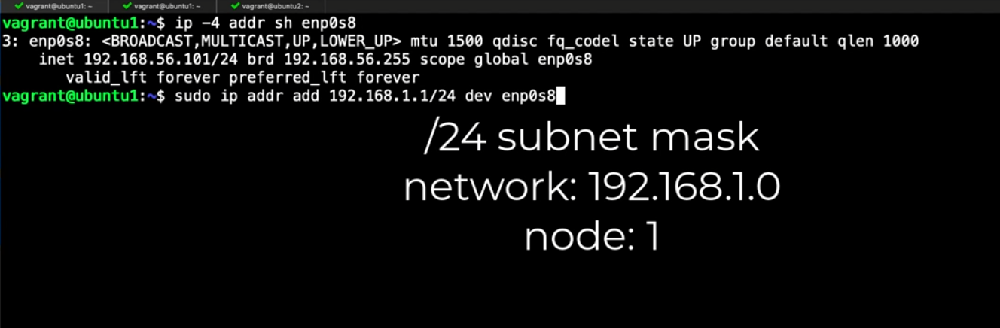 vagrant@ubuntu1: ~ vagrant@ubuntu1: ~ vagrant@ubuntu2: ~
vagrant@ubuntu1:~$ ip -4 addr sh enp0s8
3: enp0s8: <BROADCAST,MULTICAST,UP,LOWER_UP> mtu 1500 qdisc fq_codel state UP group default qlen 1000
inet 192.168.56.101/24 brd 192.168.56.255 scope global enp0s8
valid_lft forever preferred_lft forever
vagrant@ubuntu1:~$ sudo ip addr add 192.168.1.1/24 dev enp0s8
/24 subnet mask
network: 192.168.1.0
node: 1